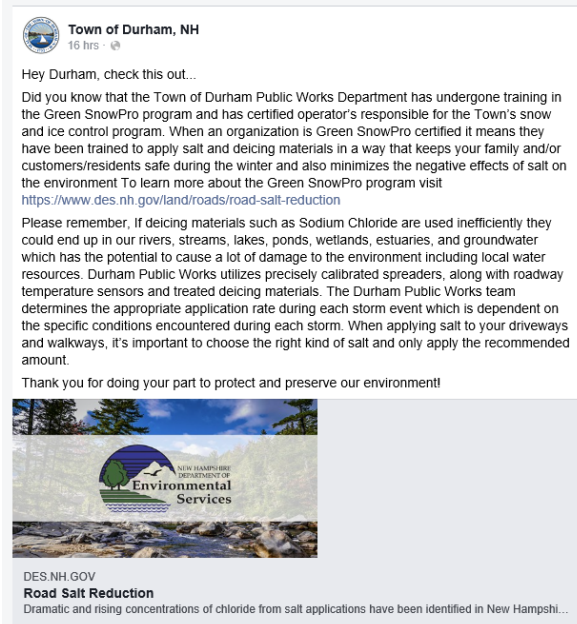 Town of Durham, NH
16 hrs ·
Hey Durham, check this out...
Did you know that the Town of Durham Public Works Department has undergone training in
the Green SnowPro program and has certified operator's responsible for the Town's snow
and ice control program. When an organization is Green SnowPro certified it means they
have been trained to apply salt and deicing materials in a way that keeps your family and/or
customers/residents safe during the winter and also minimizes the negative effects of salt on
the environment To learn more about the Green SnowPro program visit
https://www.des.nh.gov/land/roads/road-salt-reduction
Please remember, If deicing materials such as Sodium Chloride are used inefficiently they
could end up in our rivers, streams, lakes, ponds, wetlands, estuaries, and groundwater
which has the potential to cause a lot of damage to the environment including local water
resources. Durham Public Works utilizes precisely calibrated spreaders, along with roadway
temperature sensors and treated deicing materials. The Durham Public Works team
determines the appropriate application rate during each storm event which is dependent on
the specific conditions encountered during each storm. When applying salt to your driveways
and walkways, it's important to choose the right kind of salt and only apply the recommended
amount.
Thank you for doing your part to protect and preserve our environment!
NEW HAMPSHIRE
DEPARTMENT OF
Environmental
Services
DES.NH.GOV
Road Salt Reduction
Dramatic and rising concentrations of chloride from salt applications have been identified in New Hampshi...